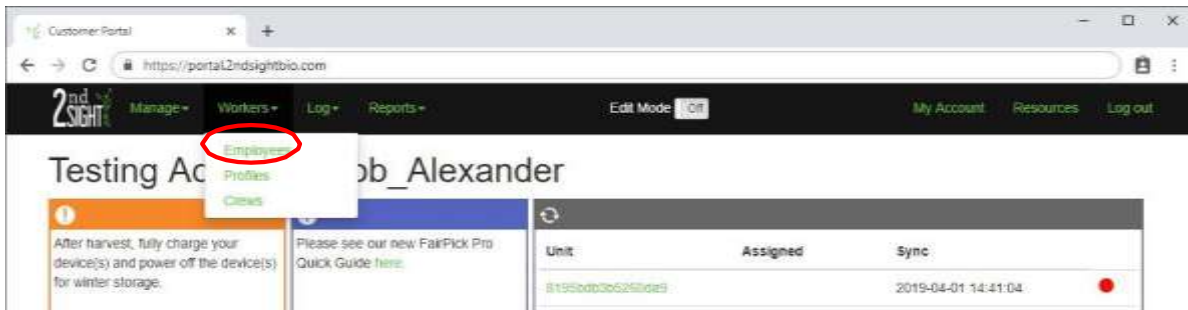 Customer Portal
https://portal.2ndsightbio.com
2nd SIGHT Manage Workers Log Reports Edit Mode Off My Account Resources Log out
Employees
Profiles
Crews
Testing Ac ob_Alexander
After harvest, fully charge your
device(s) and power off the device(s)
for winter storage.
Please see our new FairPick Pro
Quick Guide here.
Unit Assigned Sync
2019-04-01 14:41:04